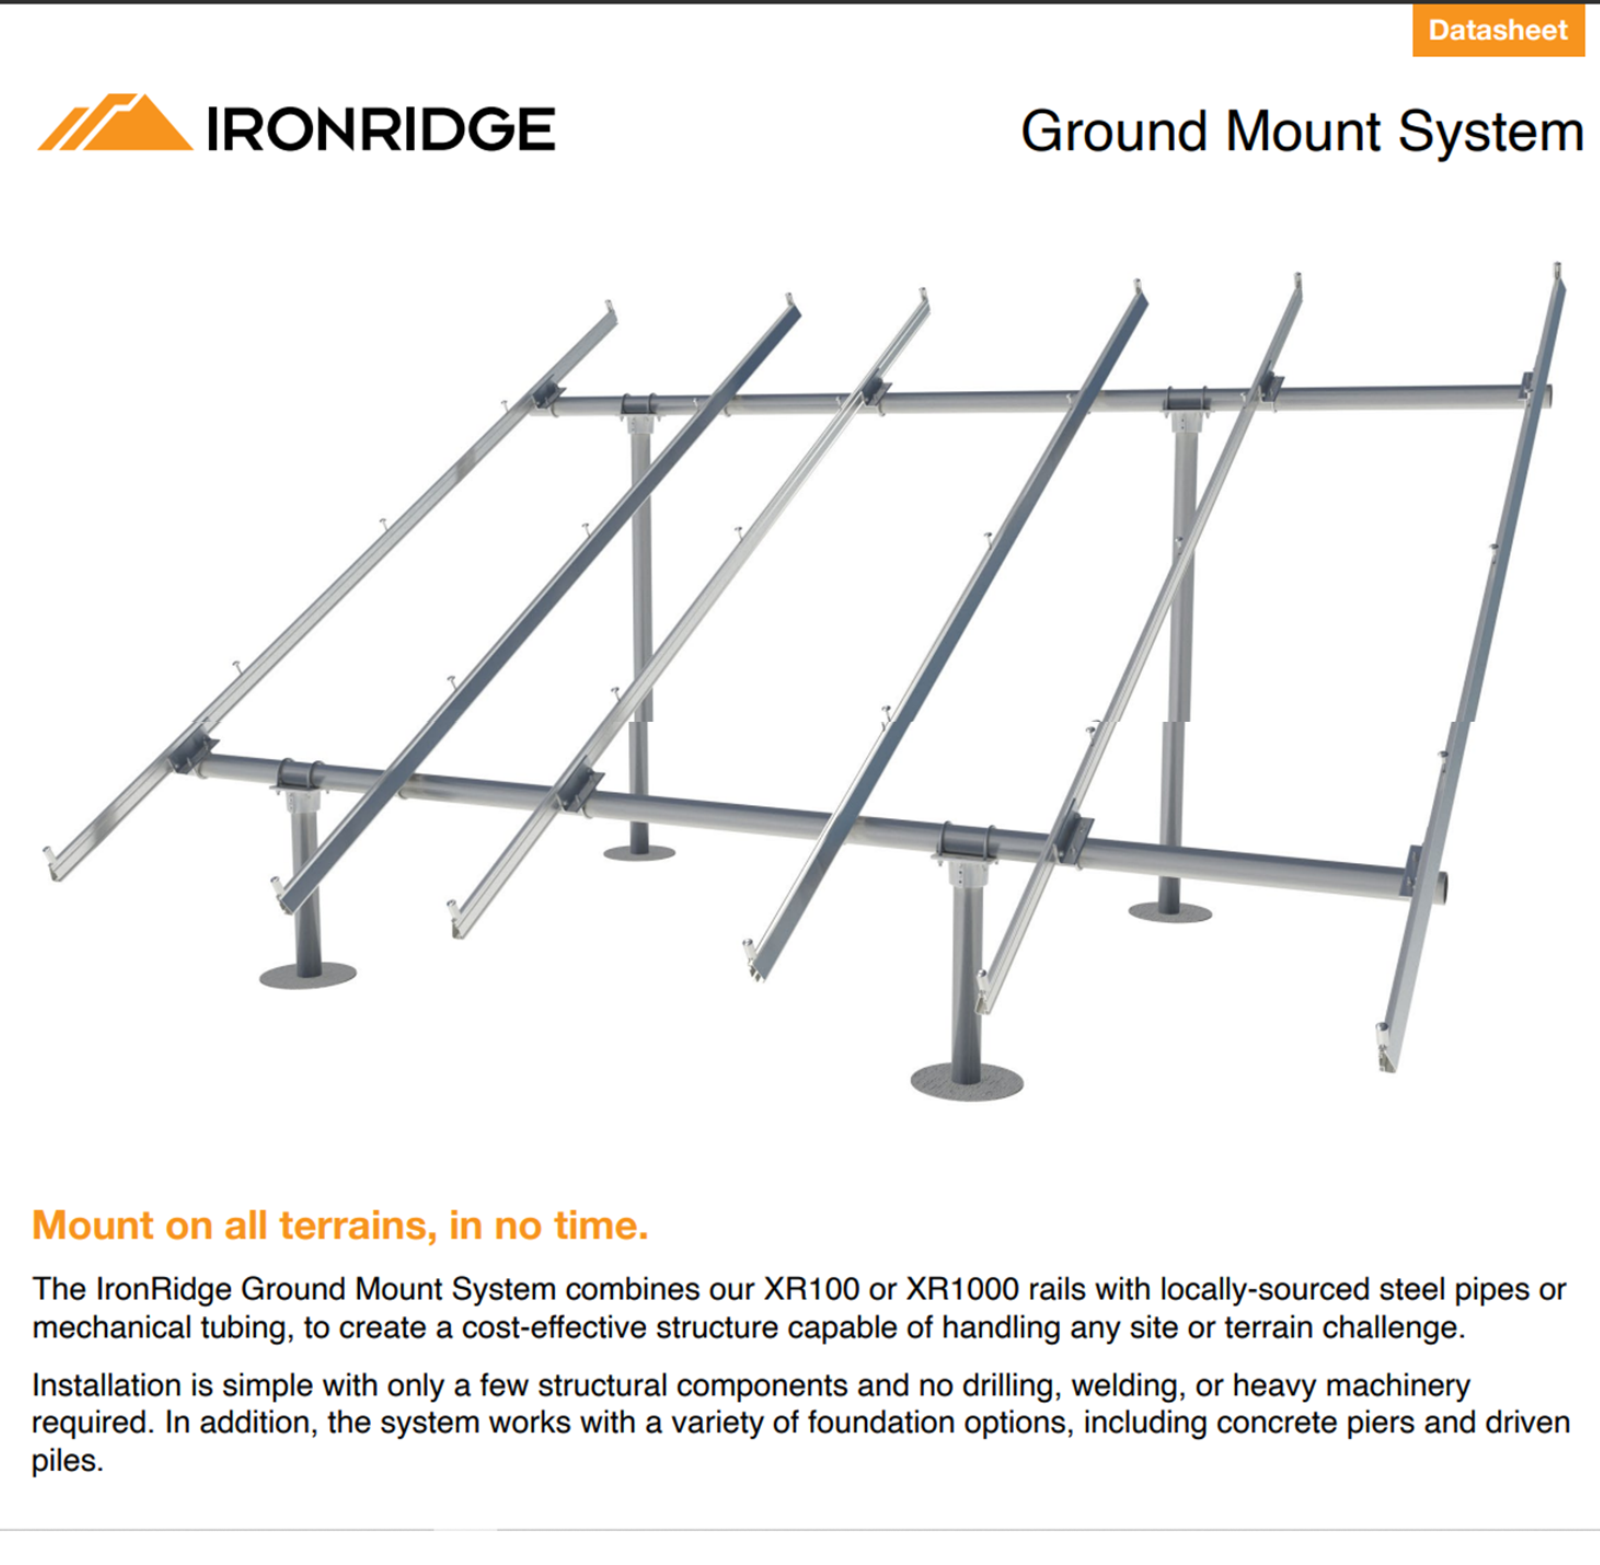 Datasheet
IRONRIDGE
Ground Mount System
Mount on all terrains, in no time.
The IronRidge Ground Mount System combines our XR100 or XR1000 rails with locally-sourced steel pipes or
mechanical tubing, to create a cost-effective structure capable of handling any site or terrain challenge.
Installation is simple with only a few structural components and no drilling, welding, or heavy machinery
required. In addition, the system works with a variety of foundation options, including concrete piers and driven
piles.